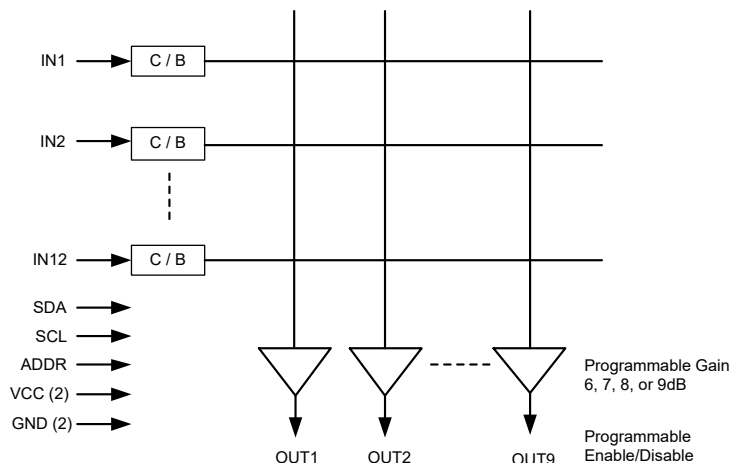 IN1
C / B
IN2
C / B
IN12
C / B
SDA
SCL
ADDR
VCC (2)
GND (2)
Programmable Gain
6, 7, 8, or 9dB
OUT1
OUT2
OUT9
Programmable
Enable/Disable